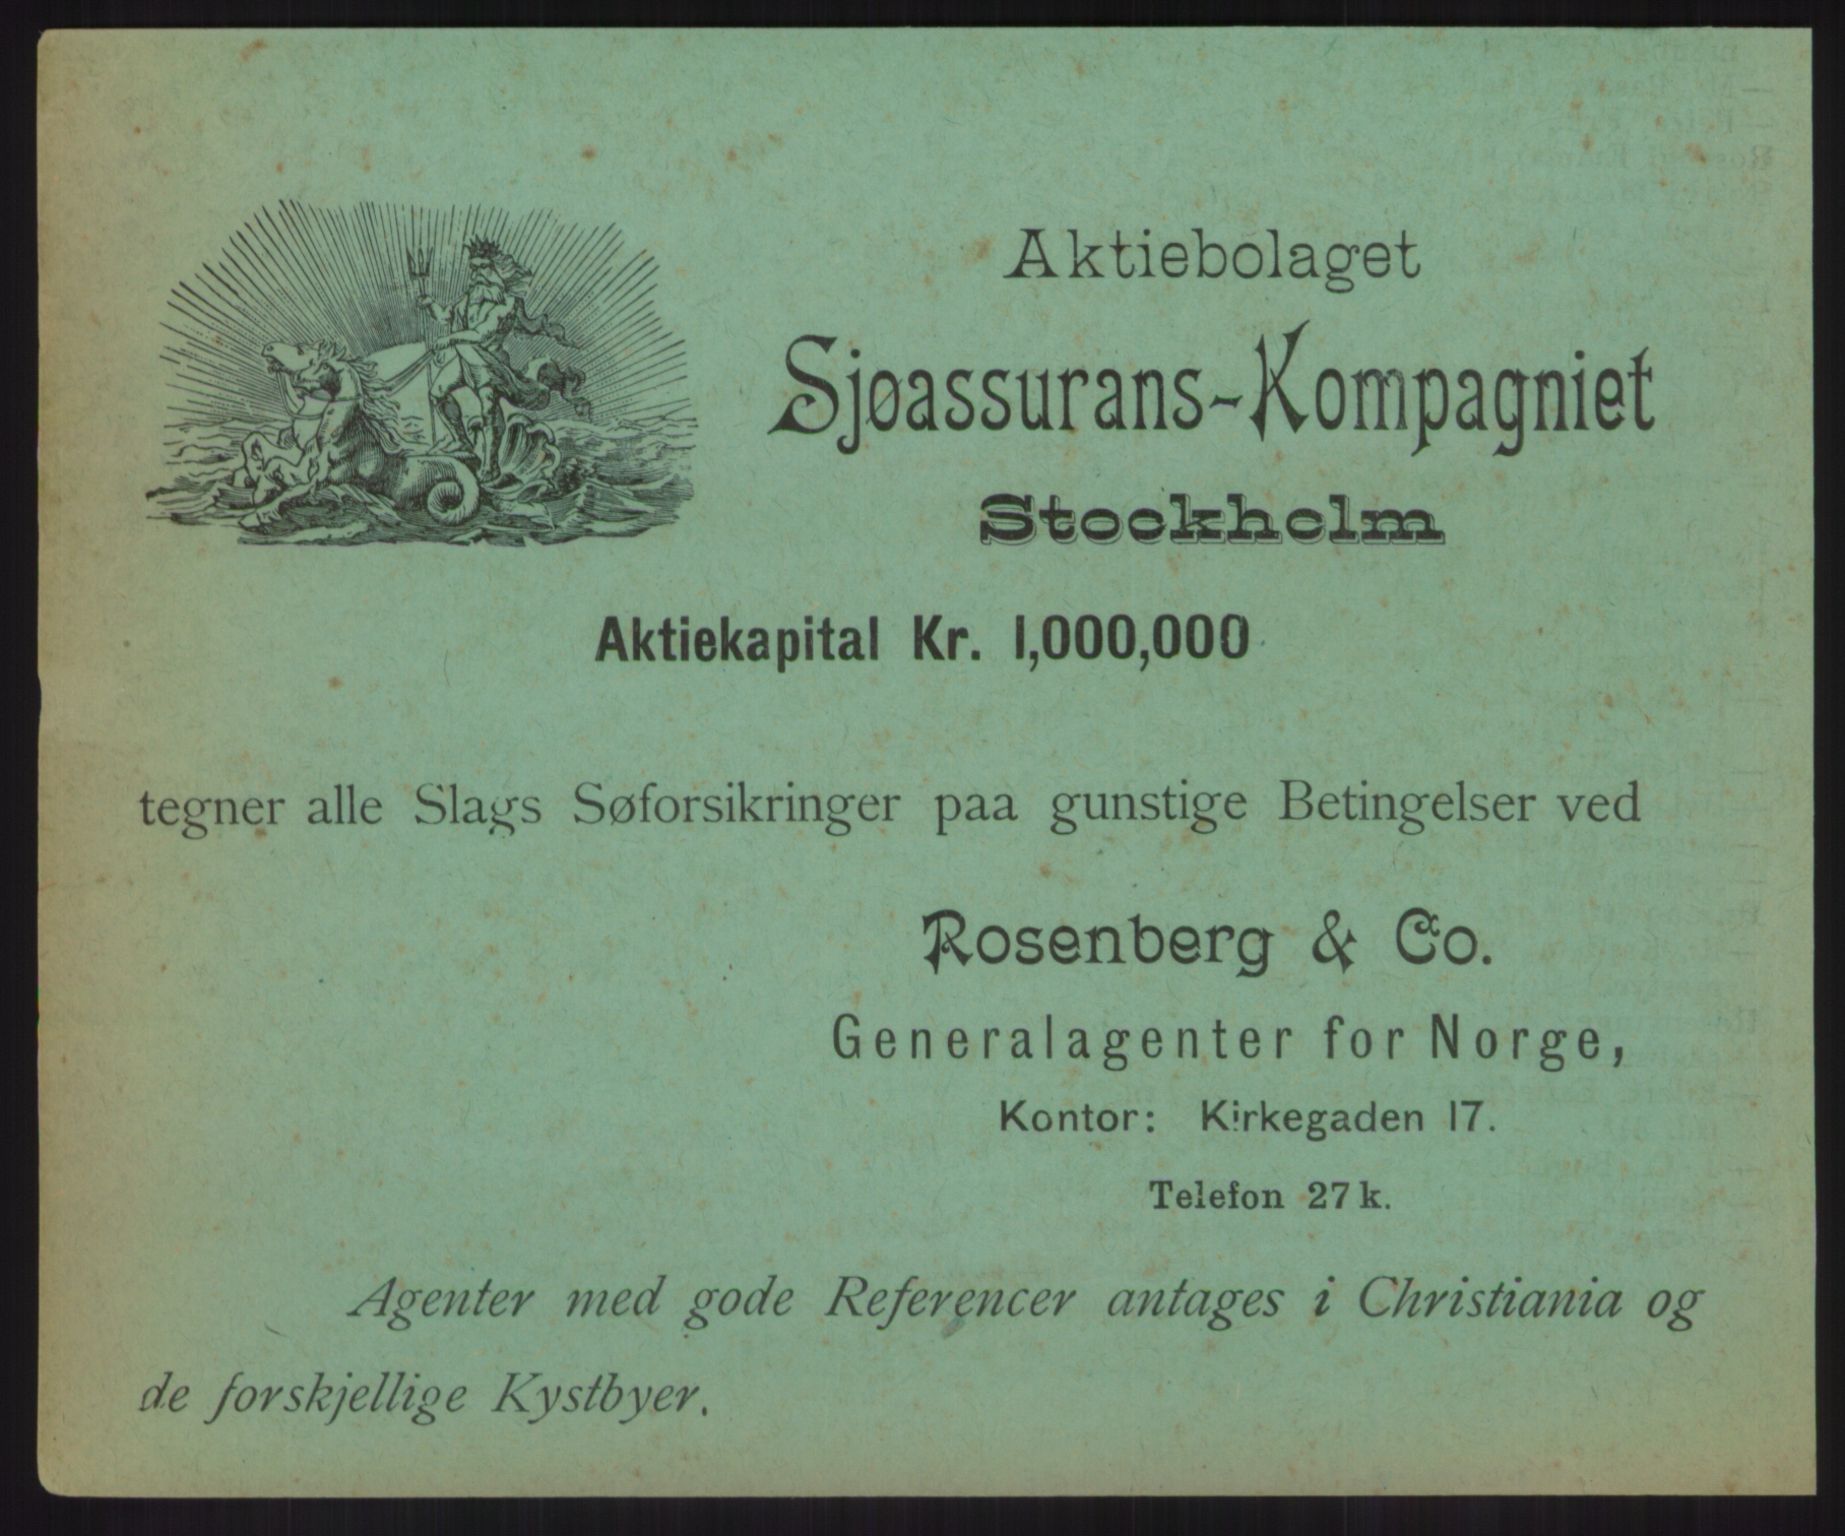 Aktiebolaget
Sjøassurans-Kompagniet
Stockholm
Aktiekapital Kr. 1,000,000
tegner alle Slags Søforsikringer paa gunstige Betingelser ved
Rosenberg & Co.
Generalagenter for Norge,
Kontor: Kirkegaden 17.
Telefon 27 k.
Agenter med gode Referencer antages i Christiania og
de forskjellige Kystbyer.